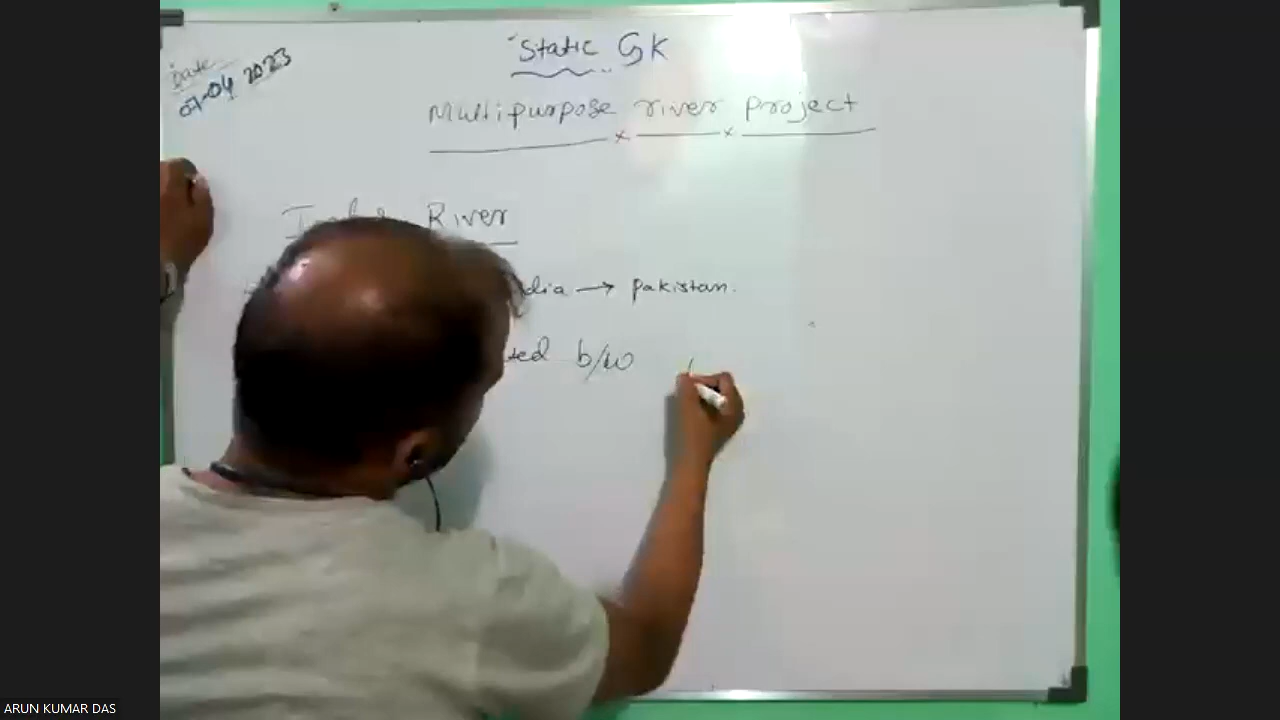 Static GK
Date
07-04 2023
Multipurpose river project
River
dia → pakistan.
ted b/w
ARUN KUMAR DAS